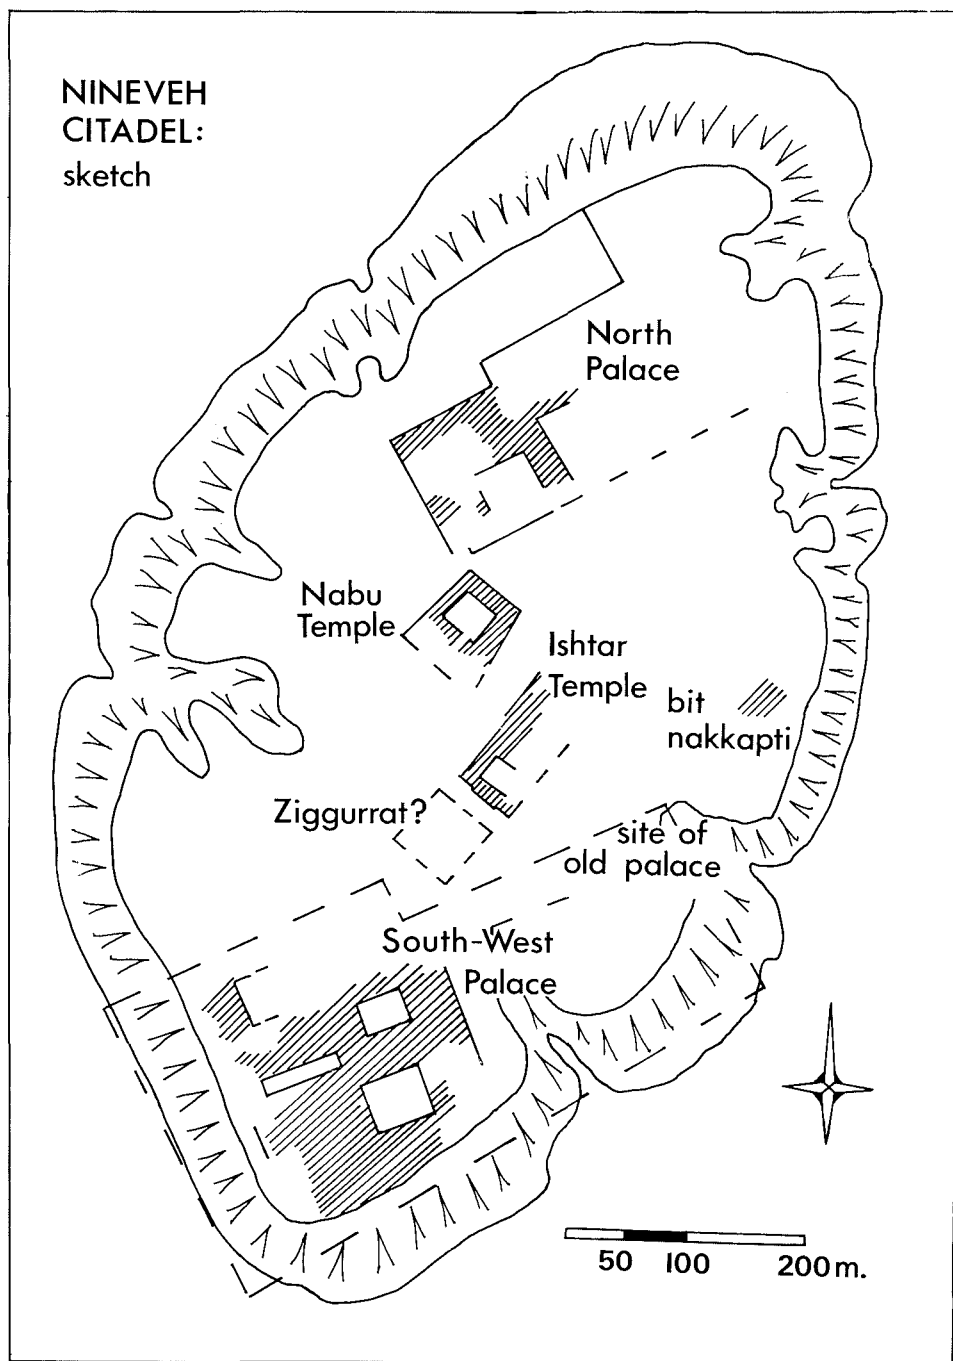 NINEVEH
CITADEL:
sketch
North
Palace
Nabu
Temple
Ishtar
Temple
bit
nakkapti
Ziggurrat?
site of
old palace
South-West
Palace
50 100 200 m.